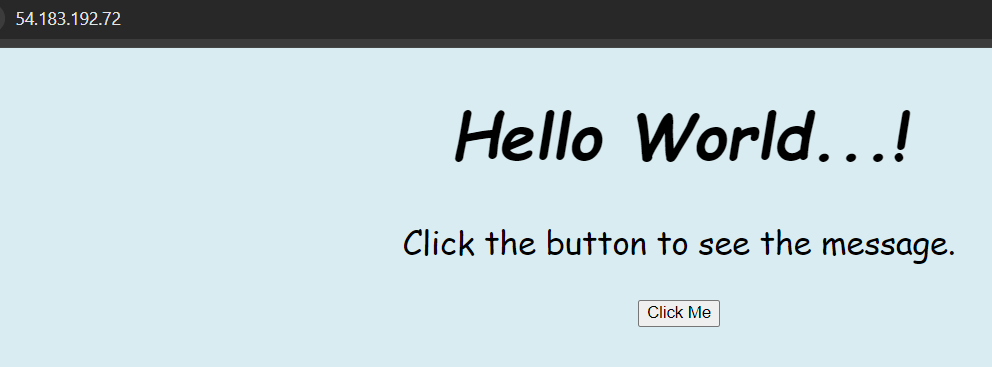 54.183.192.72
Hello World...!
Click the button to see the message.
Click Me